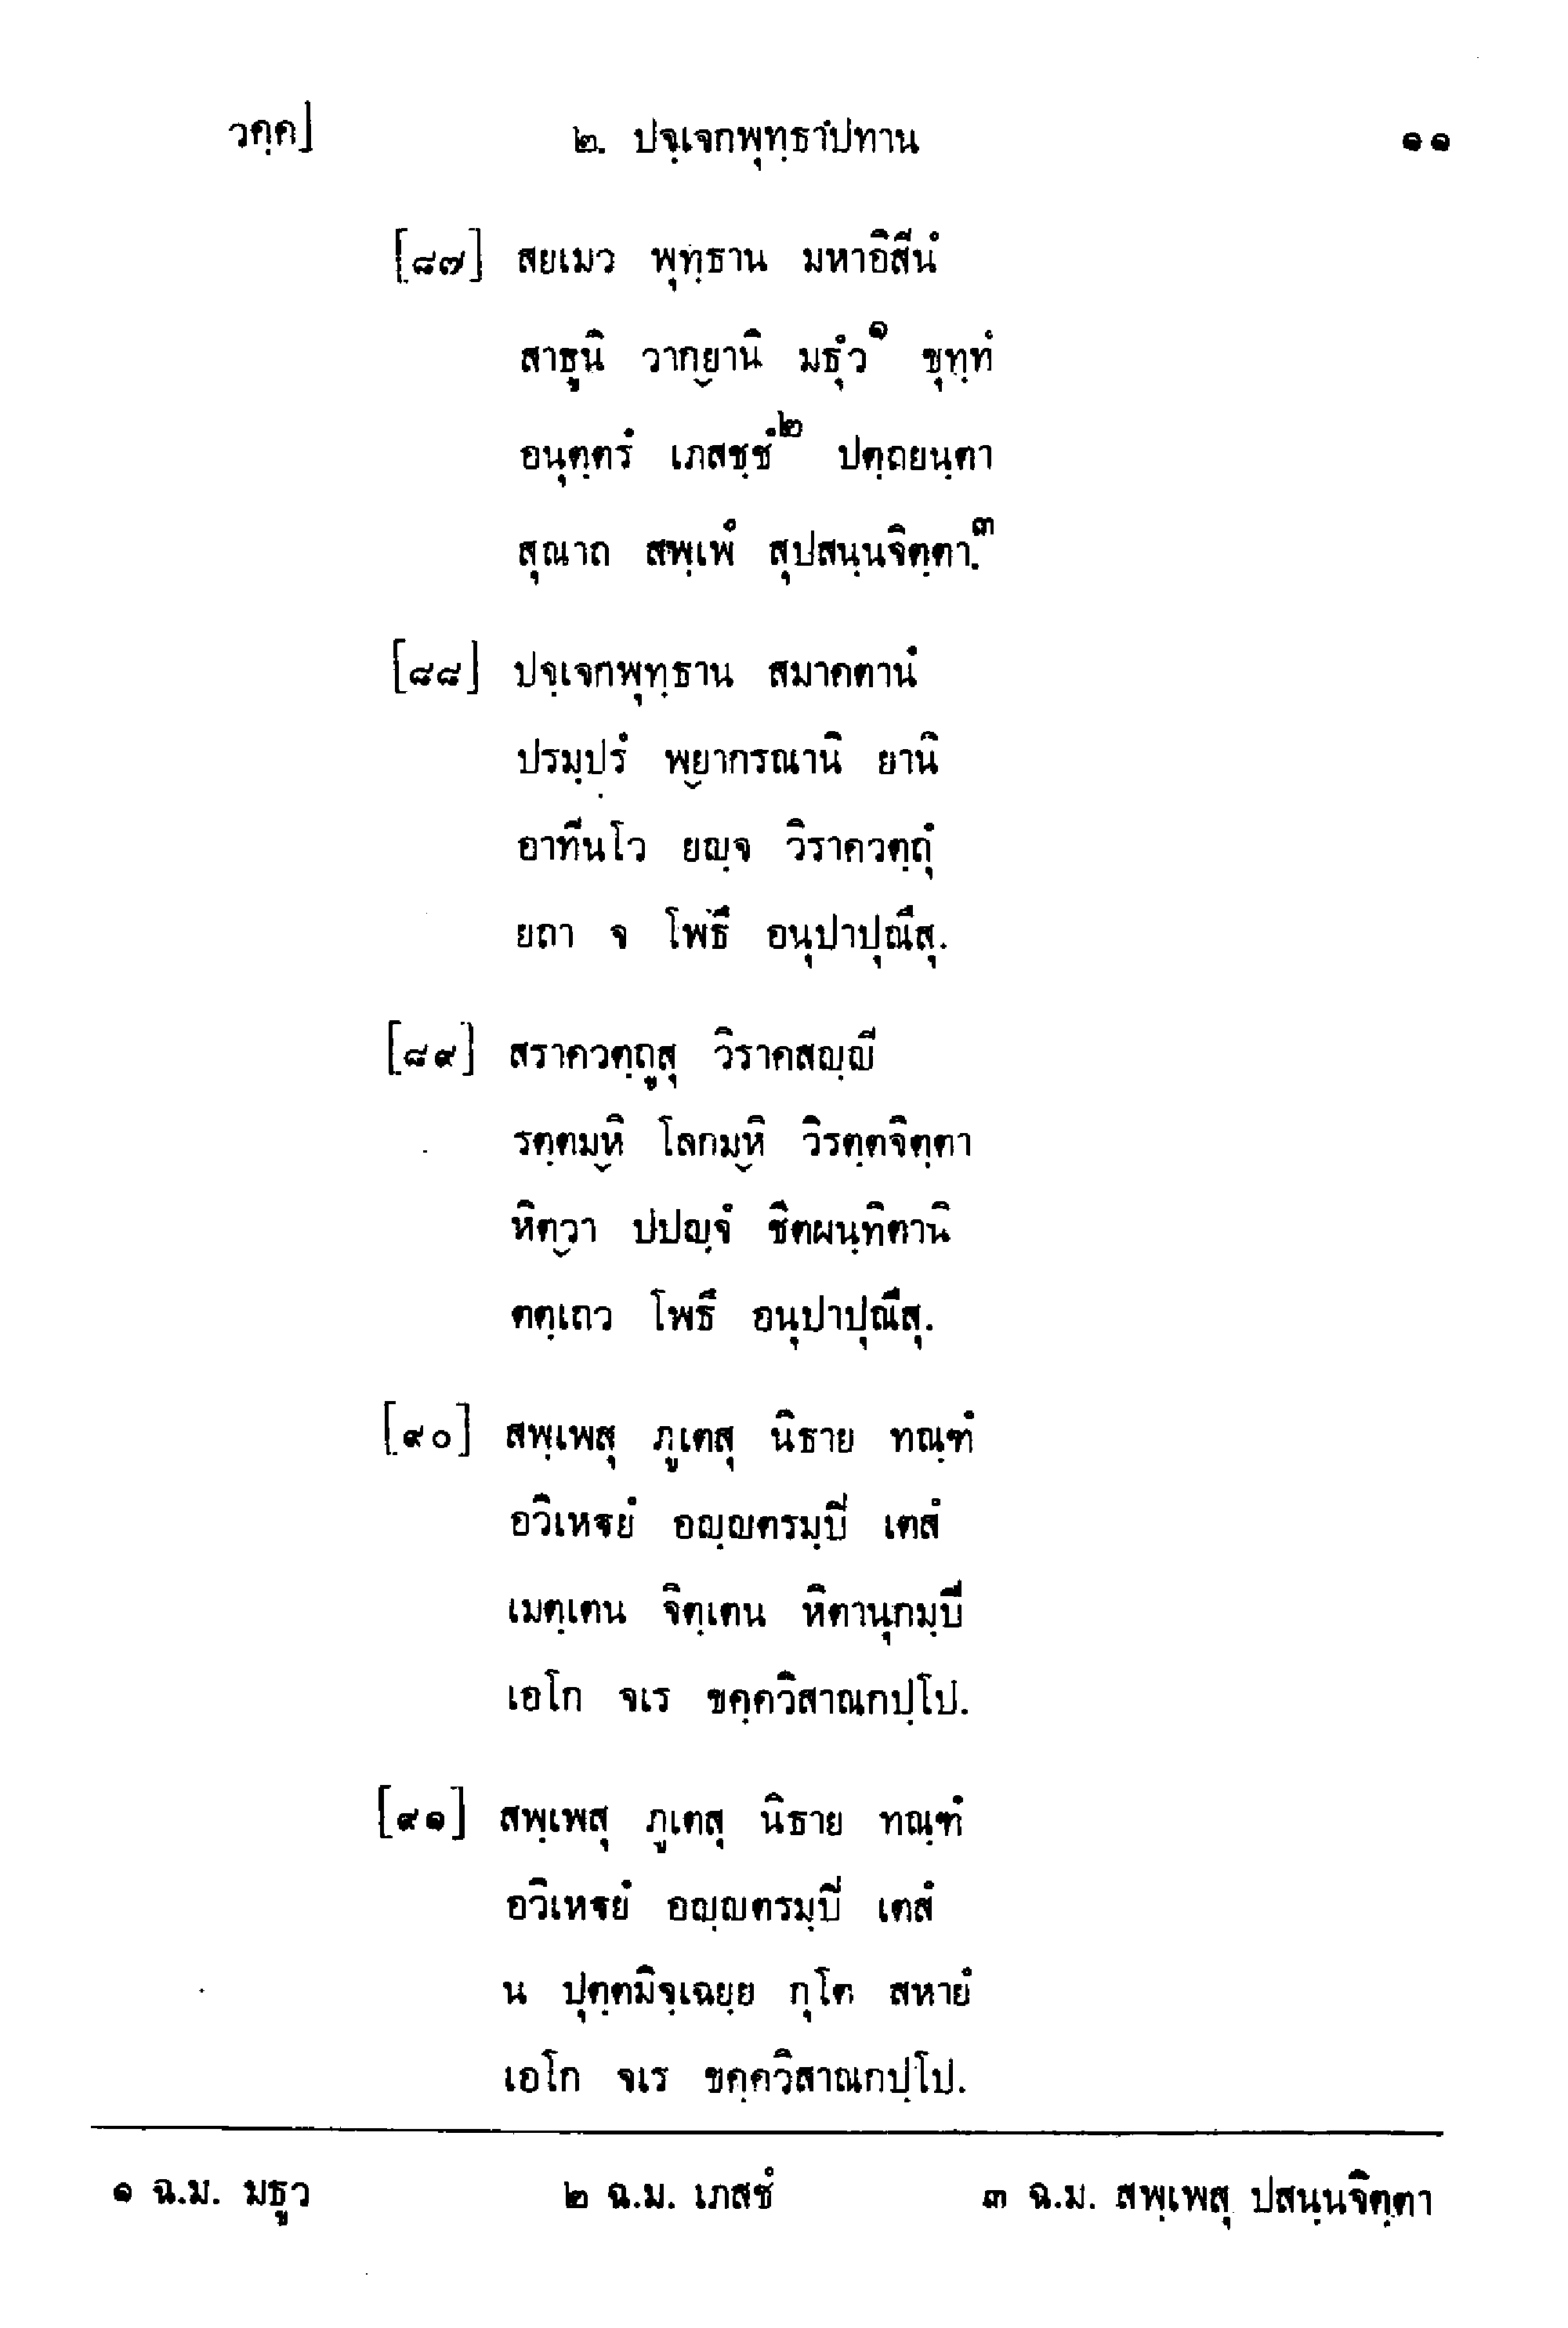 วคฺค]
๒. ปจฺเจกพุทฺธาปทาน
๑๑
[๘๗] สยเมว พุทฺธาน มหาอิสีนํ
สาธูนิ วากฺยานิ มธุํว๑ ขุทฺทํ
อนุตฺตรํ เภสชฺชํ๒ ปตฺถยนฺตา
สุณาถ สพฺเพํ สุปสนฺนจิตฺตา.๓
[๘๘] ปจฺเจกพุทฺธาน สมาคตานํ
ปรมฺปรํ พฺยากรณานิ ยานิ
อาทีนโว ยญฺจ วิราควตฺถุํ
ยถา จ โพธึ อนุปาปุณึสุ.
[๘๙] สราควตฺถูสุ วิราคสญฺญี
รตฺตมฺหิ โลกมฺหิ วิรตฺตจิตฺตา
หิตฺวา ปปญฺจํ ชิตผนฺทิตานิ
ตตฺเถว โพธึ อนุปาปุณึสุ.
[๙๐] สพฺเพสุ ภูเตสุ นิธาย ทณฺฑํ
อวิเหฐยํ อญฺญตรมฺปิ เตสํ
เมตฺเตน จิตฺเตน หิตานุกมฺปี
เอโก จเร ขคฺควิสาณกปฺโป.
[๙๑] สพฺเพสุ ภูเตสุ นิธาย ทณฺฑํ
อวิเหฐยํ อญฺญตรมฺปิ เตสํ
น ปุตฺตมิจฺเฉยฺย กุโต สหายํ
เอโก จเร ขคฺควิสาณกปฺโป.
๑ ฉ.ม. มธูว
๒ ฉ.ม. เภสชํ
๓ ฉ.ม. สพฺเพสุ ปสนฺนจิตฺตา